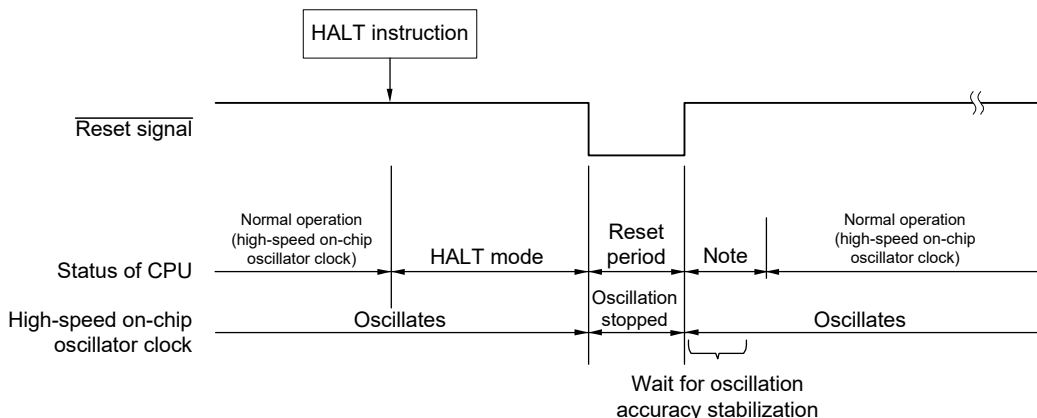 HALT instruction
Reset signal
Normal operation
(high-speed on-chip
oscillator clock)
HALT mode
Reset
period
Note
Normal operation
(high-speed on-chip
oscillator clock)
Status of CPU
High-speed on-chip
oscillator clock
Oscillates
Oscillation
stopped
Oscillates
Wait for oscillation
accuracy stabilization